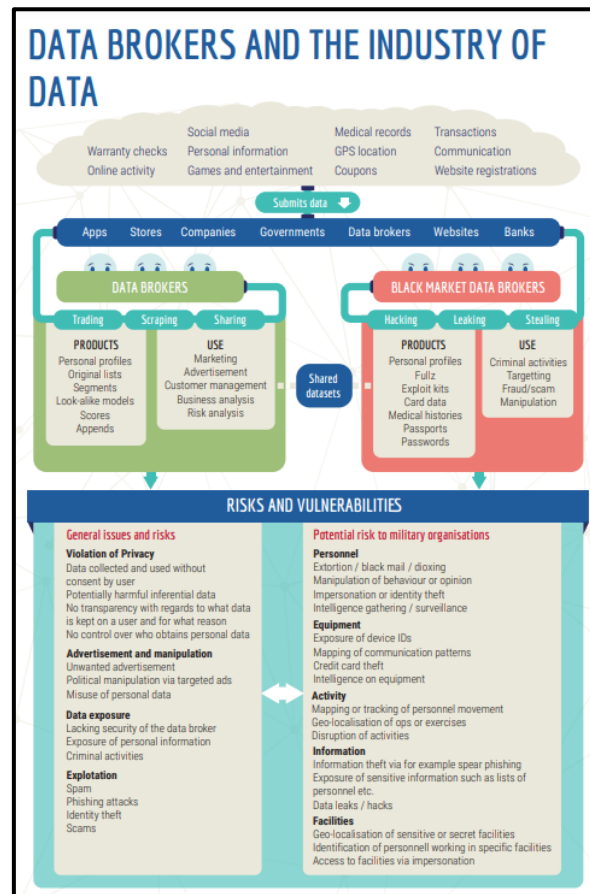 DATA BROKERS AND THE INDUSTRY OF
DATA
Social media
Medical records
Transactions
Warranty checks
Personal information
GPS location
Communication
Online activity
Games and entertainment
Coupons
Website registrations
Submits data
Apps
Stores
Companies
Governments
Data brokers
Websites
Banks
DATA BROKERS
Trading
Scraping
Sharing
PRODUCTS
Personal profiles
Original lists
Segments
Look-alike models
Scores
Appends
USE
Marketing
Advertisement
Customer management
Business analysis
Risk analysis
Shared
datasets
BLACK MARKET DATA BROKERS
Hacking
Leaking
Stealing
PRODUCTS
Personal profiles
Fullz
Exploit kits
Card data
Medical histories
Passports
Passwords
USE
Criminal activities
Targetting
Fraud/scam
Manipulation
RISKS AND VULNERABILITIES
General issues and risks
Violation of Privacy
Data collected and used without
consent by user
Potentially harmful inferential data
No transparency with regards to what data
is kept on a user and for what reason
No control over who obtains personal data
Advertisement and manipulation
Unwanted advertisement
Political manipulation via targeted ads
Misuse of personal data
Data exposure
Lacking security of the data broker
Exposure of personal information
Criminal activities
Explotation
Spam
Phishing attacks
Identity theft
Scams
Potential risk to military organisations
Personnel
Extortion / black mail / dioxing
Manipulation of behaviour or opinion
Impersonation or identity theft
Intelligence gathering / surveillance
Equipment
Exposure of device IDs
Mapping of communication patterns
Credit card theft
Intelligence on equipment
Activity
Mapping or tracking of personnel movement
Geo-localisation of ops or exercises
Disruption of activities
Information
Information theft via for example spear phishing
Exposure of sensitive information such as lists of
personnel etc.
Data leaks / hacks
Facilities
Geo-localisation of sensitive or secret facilities
Identification of personnell working in specific facilities
Access to facilities via impersonation